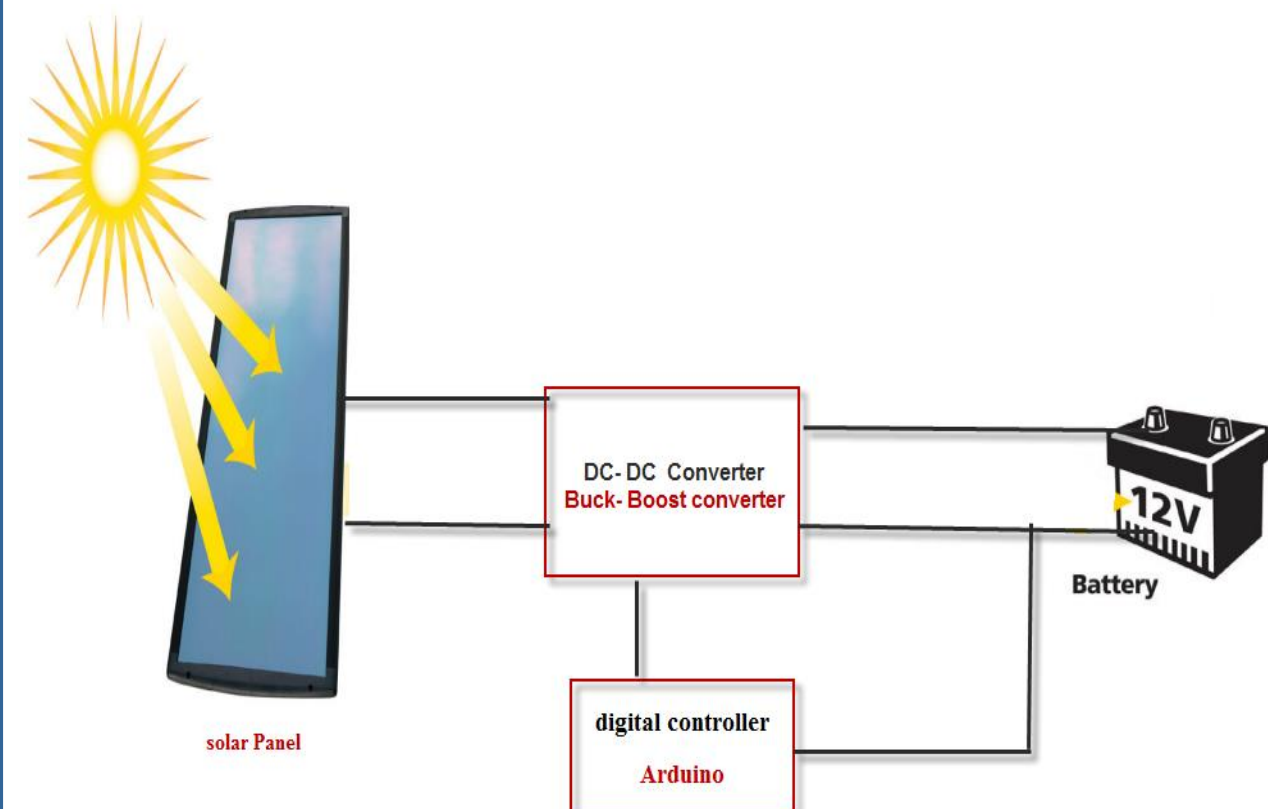 DC- DC Converter
Buck- Boost converter
12V
Battery
solar Panel
digital controller
Arduino